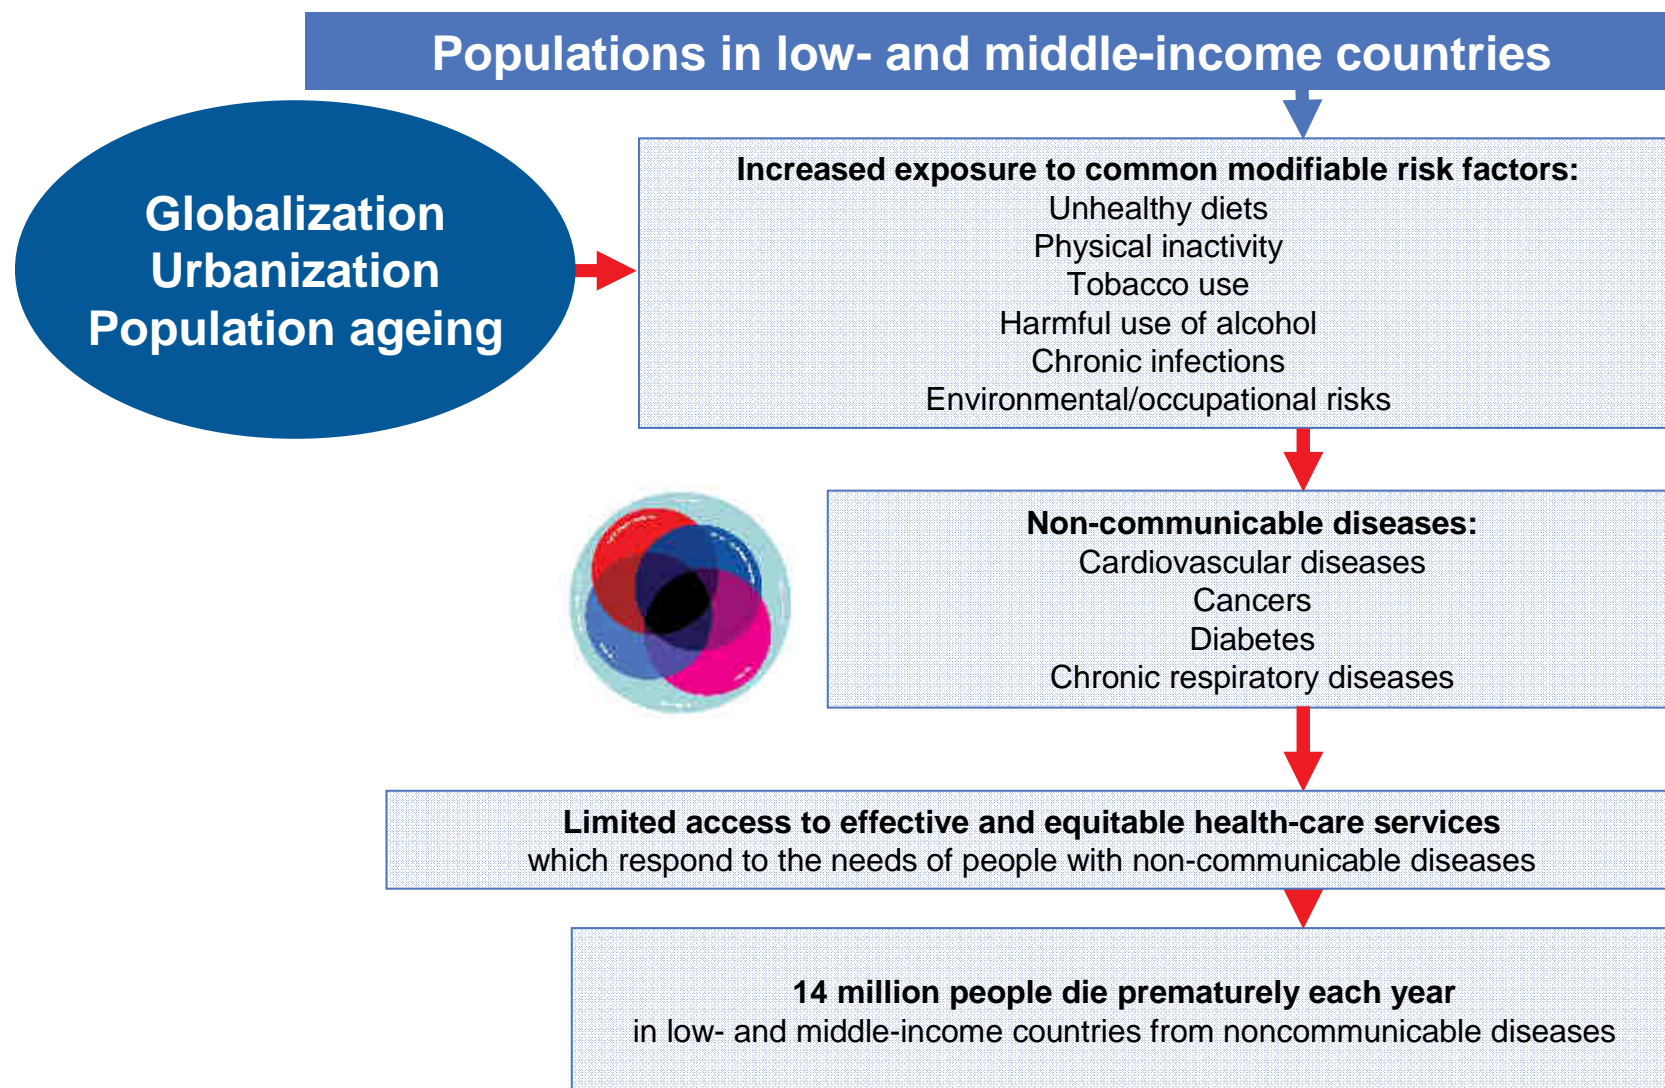 Populations in low- and middle-income countries
Globalization
Urbanization
Population ageing
Increased exposure to common modifiable risk factors:
Unhealthy diets
Physical inactivity
Tobacco use
Harmful use of alcohol
Chronic infections
Environmental/occupational risks
Non-communicable diseases:
Cardiovascular diseases
Cancers
Diabetes
Chronic respiratory diseases
Limited access to effective and equitable health-care services
which respond to the needs of people with non-communicable diseases
14 million people die prematurely each year
in low- and middle-income countries from noncommunicable diseases